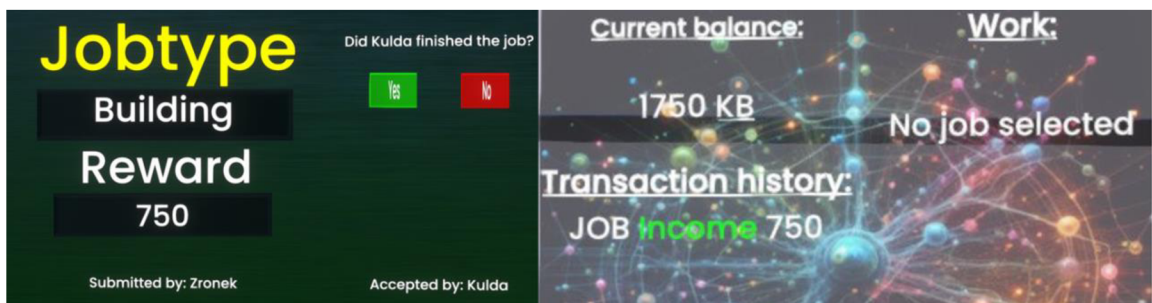 Jobtype
Building
Reward
750
Submitted by: Zronek
Did Kulda finished the job?
Yes
No
Accepted by: Kulda
Current balance:
1750 KB
Transaction history:
JOB Income 750
Work:
No job selected